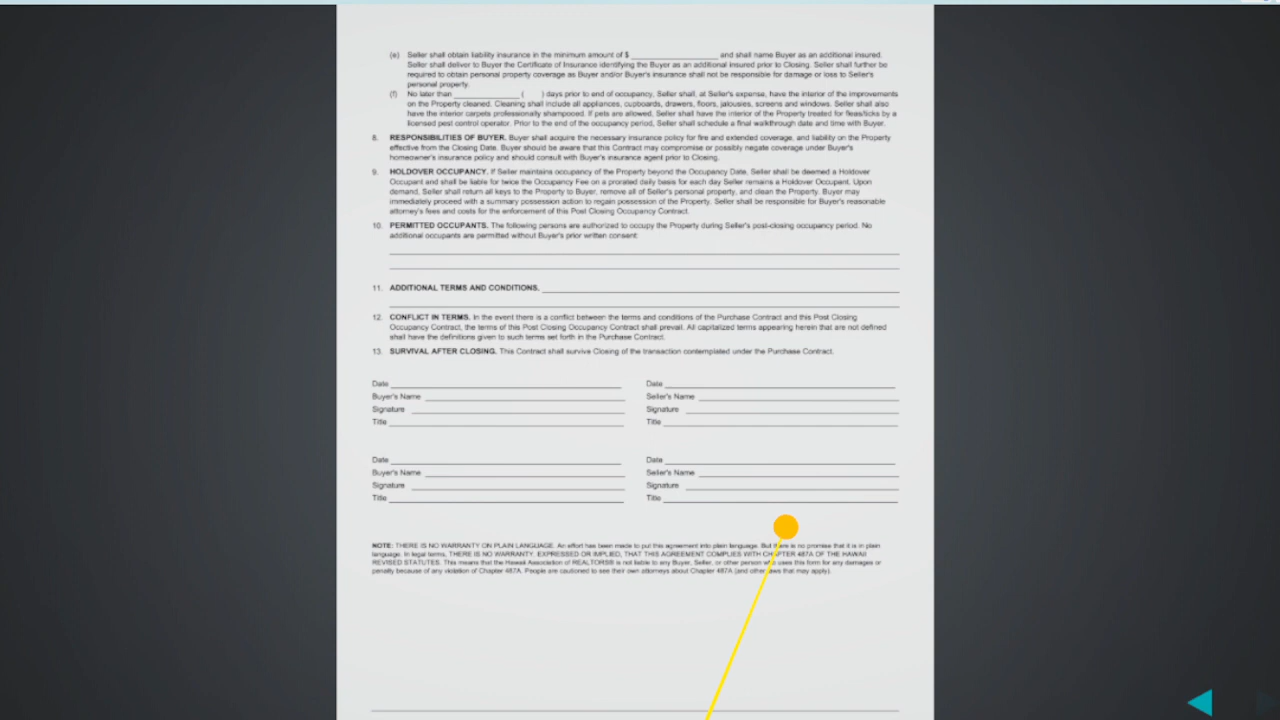 (e) Seller shall obtain liability insurance in the minimum amount of $ ____________________ and shall name Buyer as an additional insured.
Seller shall deliver to Buyer the Certificate of Insurance identifying the Buyer as an additional insured prior to Closing. Seller shall further be
required to obtain personal property coverage as Buyer and/or Buyer's insurance shall not be responsible for damage or loss to Seller's
personal property.
(f) No later than _______________ ( ) days prior to end of occupancy, Seller shall, at Seller's expense, have the interior of the improvements
on the Property cleaned. Cleaning shall include all appliances, cupboards, drawers, floors, jalousies, screens and windows. Seller shall also
have the interior carpets professionally shampooed. If pets are allowed, Seller shall have the interior of the Property treated for fleas/ticks by a
licensed pest control operator. Prior to the end of the occupancy period, Seller shall schedule a final walkthrough date and time with Buyer.
8. RESPONSIBILITIES OF BUYER. Buyer shall acquire the necessary insurance policy for fire and extended coverage, and liability on the Property
effective from the Closing Date. Buyer should be aware that this Contract may compromise or possibly negate coverage under Buyer's
homeowner's insurance policy and should consult with Buyer's insurance agent prior to Closing.
9. HOLDOVER OCCUPANCY. If Seller maintains occupancy of the Property beyond the Occupancy Date, Seller shall be deemed a Holdover
Occupant and shall be liable for twice the Occupancy Fee on a prorated daily basis for each day Seller remains a Holdover Occupant. Upon
demand, Seller shall return all keys to the Property to Buyer, remove all of Seller's personal property, and clean the Property. Buyer may
immediately proceed with a summary possession action to regain possession of the Property. Seller shall be responsible for Buyer's reasonable
attorney's fees and costs for the enforcement of this Post Closing Occupancy Contract.
10. PERMITTED OCCUPANTS. The following persons are authorized to occupy the Property during Seller's post-closing occupancy period. No
additional occupants are permitted without Buyer's prior written consent:
11. ADDITIONAL TERMS AND CONDITIONS.
12. CONFLICT IN TERMS. In the event there is a conflict between the terms and conditions of the Purchase Contract and this Post Closing
Occupancy Contract, the terms of this Post Closing Occupancy Contract shall prevail. All capitalized terms appearing herein that are not defined
shall have the definitions given to such terms set forth in the Purchase Contract.
13. SURVIVAL AFTER CLOSING. This Contract shall survive Closing of the transaction contemplated under the Purchase Contract.
Date
Buyer's Name
Signature
Title
Date
Seller's Name
Signature
Title
Date
Buyer's Name
Signature
Title
Date
Seller's Name
Signature
Title
NOTE: THERE IS NO WARRANTY ON PLAIN LANGUAGE. An effort has been made to put this agreement into plain language. But there is no promise that it is in plain
language. In legal terms, THERE IS NO WARRANTY, EXPRESSED OR IMPLIED, THAT THIS AGREEMENT COMPLIES WITH CHAPTER 487A OF THE HAWAII
REVISED STATUTES. This means that the Hawaii Association of REALTORS® is not liable to any Buyer, Seller, or other person who uses this form for any damages or
penalty because of any violation of Chapter 487A. People are cautioned to see their own attorneys about Chapter 487A (and other laws that may apply).